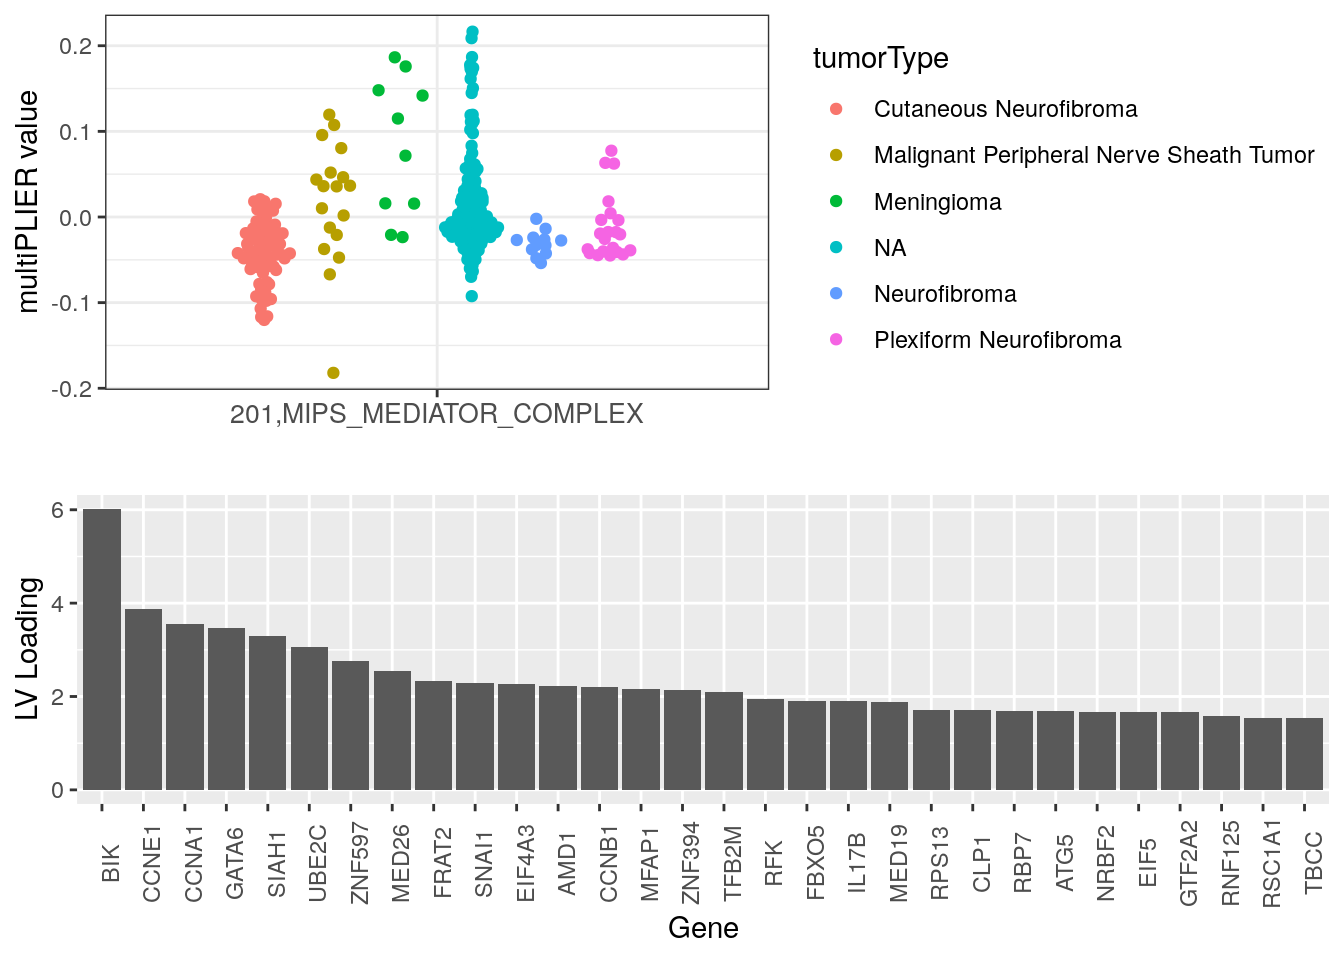 multiPLIER value
0.2
0.1
0.0
-0.1
-0.2
201,MIPS_MEDIATOR_COMPLEX
tumorType
Cutaneous Neurofibroma
Malignant Peripheral Nerve Sheath Tumor
Meningioma
NA
Neurofibroma
Plexiform Neurofibroma
LV Loading
6
4
2
0
BIK
CCNE1
CCNA1
GATA6
SIAH1
UBE2C
ZNF597
MED26
FRAT2
SNAI1
EIF4A3
AMD1
CCNB1
MFAP1
ZNF394
TFB2M
RFK
FBXO5
IL17B
MED19
RPS13
CLP1
RBP7
ATG5
NRBF2
EIF5
GTF2A2
RNF125
RSC1A1
TBCC
Gene